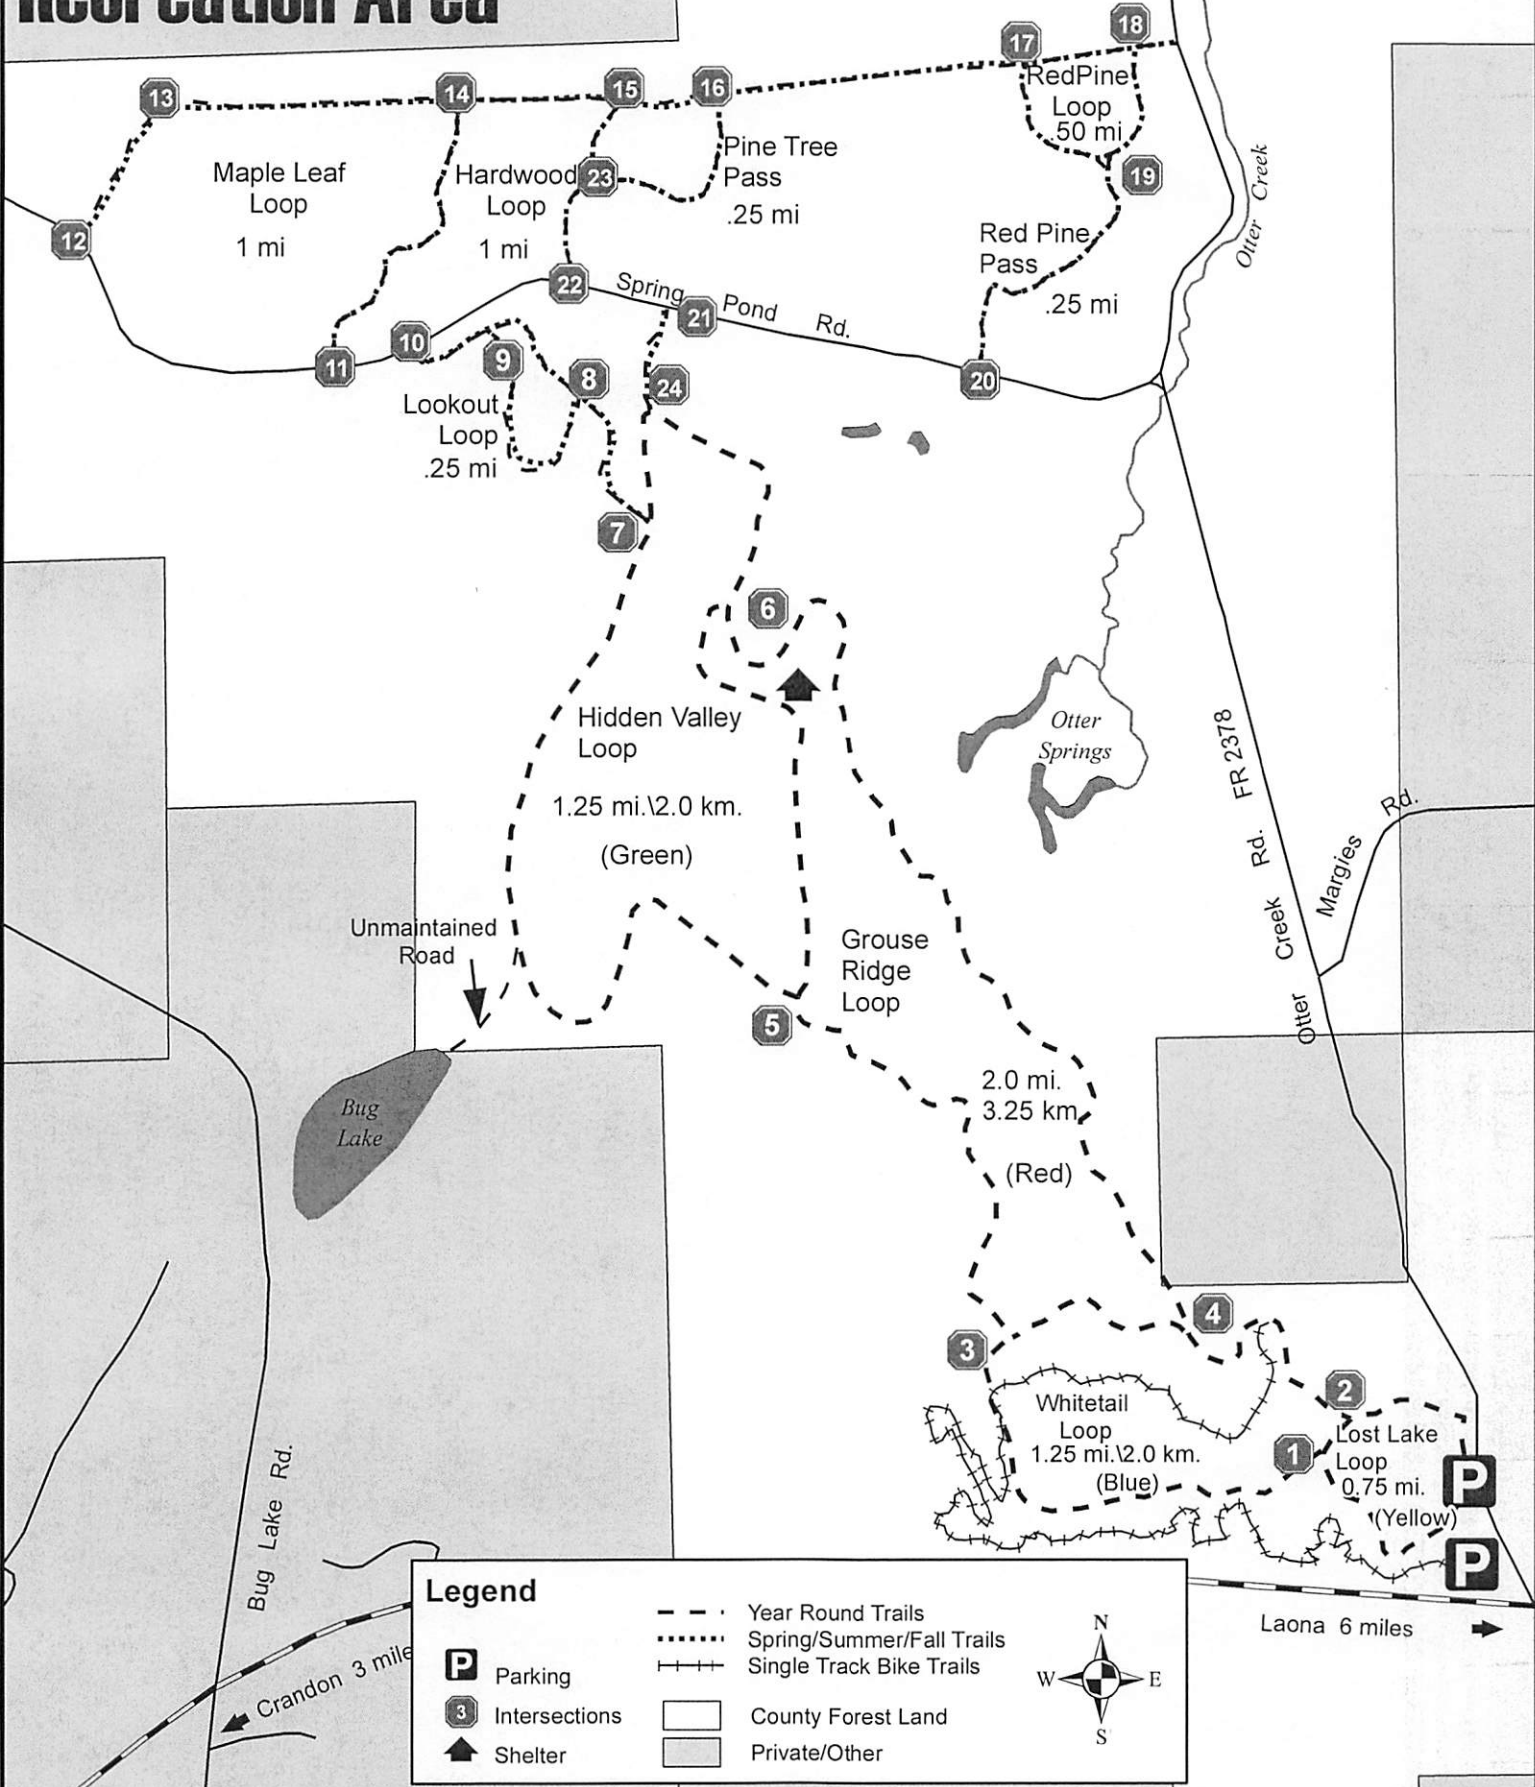 Recreation Area
17
18
13
14
15
16
RedPine
Loop
.50 mi
Maple Leaf
Loop
1 mi
Hardwood
Loop
1 mi
23
Pine Tree
Pass
.25 mi
19
Otter Creek
12
Red Pine
Pass
.25 mi
22
Spring Pond Rd.
21
10
11
9
8
24
20
Lookout
Loop
.25 mi
7
6
Hidden Valley
Loop
1.25 mi.\2.0 km.
(Green)
Otter
Springs
Otter Creek Rd. FR 2378
Margies Rd.
Unmaintained
Road
Grouse
Ridge
Loop
5
2.0 mi.
3.25 km
(Red)
Bug
Lake
4
3
2
Whitetail
Loop
1.25 mi.\2.0 km.
(Blue)
1
Lost Lake
Loop
0.75 mi.
(Yellow)
P
P
Bug Lake Rd.
Crandon 3 mile
Laona 6 miles
Legend
P Parking
3 Intersections
Shelter
Year Round Trails
Spring/Summer/Fall Trails
Single Track Bike Trails
County Forest Land
Private/Other
N
W E
S